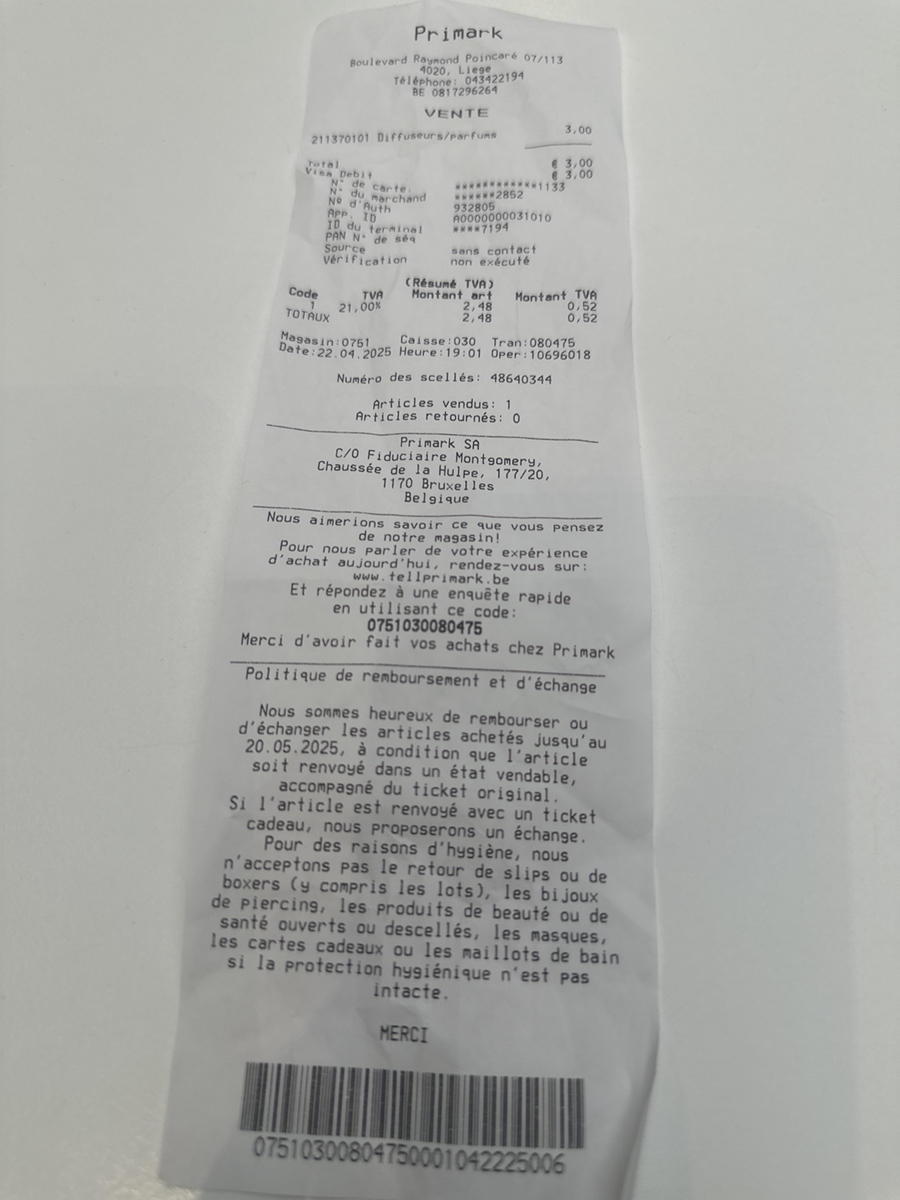 Primark
Boulevard Raymond Poincaré 07/113
4020, Liege
Téléphone: 043422194
BE 0817296264
VENTE
211370101 Diffuseurs/parfums 3,00
Total € 3,00
Visa Debit € 3,00
N° de carte. ************1133
N° du marchand ******2852
Nº d'Auth 932805
App. ID A0000000031010
ID du terminal ****7194
PAN N° de séq
Source sans contact
Vérification non exécuté
(Résumé TVA)
Code TVA Montant art Montant TVA
1 21,00% 2,48 0,52
TOTAUX 2,48 0,52
Magasin:0751 Caisse:030 Tran:080475
Date:22.04.2025 Heure:19:01 Oper:10696018
Numéro des scellés: 48640344
Articles vendus: 1
Articles retournés: 0
Primark SA
C/O Fiduciaire Montgomery,
Chaussée de la Hulpe, 177/20,
1170 Bruxelles
Belgique
Nous aimerions savoir ce que vous pensez
de notre magasin!
Pour nous parler de votre expérience
d'achat aujourd'hui, rendez-vous sur:
www.tellprimark.be
Et répondez à une enquête rapide
en utilisant ce code:
0751030080475
Merci d'avoir fait vos achats chez Primark
Politique de remboursement et d'échange
Nous sommes heureux de rembourser ou
d'échanger les articles achetés jusqu'au
20.05.2025, à condition que l'article
soit renvoyé dans un état vendable,
accompagné du ticket original.
Si l'article est renvoyé avec un ticket
cadeau, nous proposerons un échange.
Pour des raisons d'hygiène, nous
n'acceptons pas le retour de slips ou de
boxers (y compris les lots), les bijoux
de piercing, les produits de beauté ou de
santé ouverts ou descellés, les masques,
les cartes cadeaux ou les maillots de bain
si la protection hygiénique n'est pas
intacte.
MERCI
07510300804750001042225006